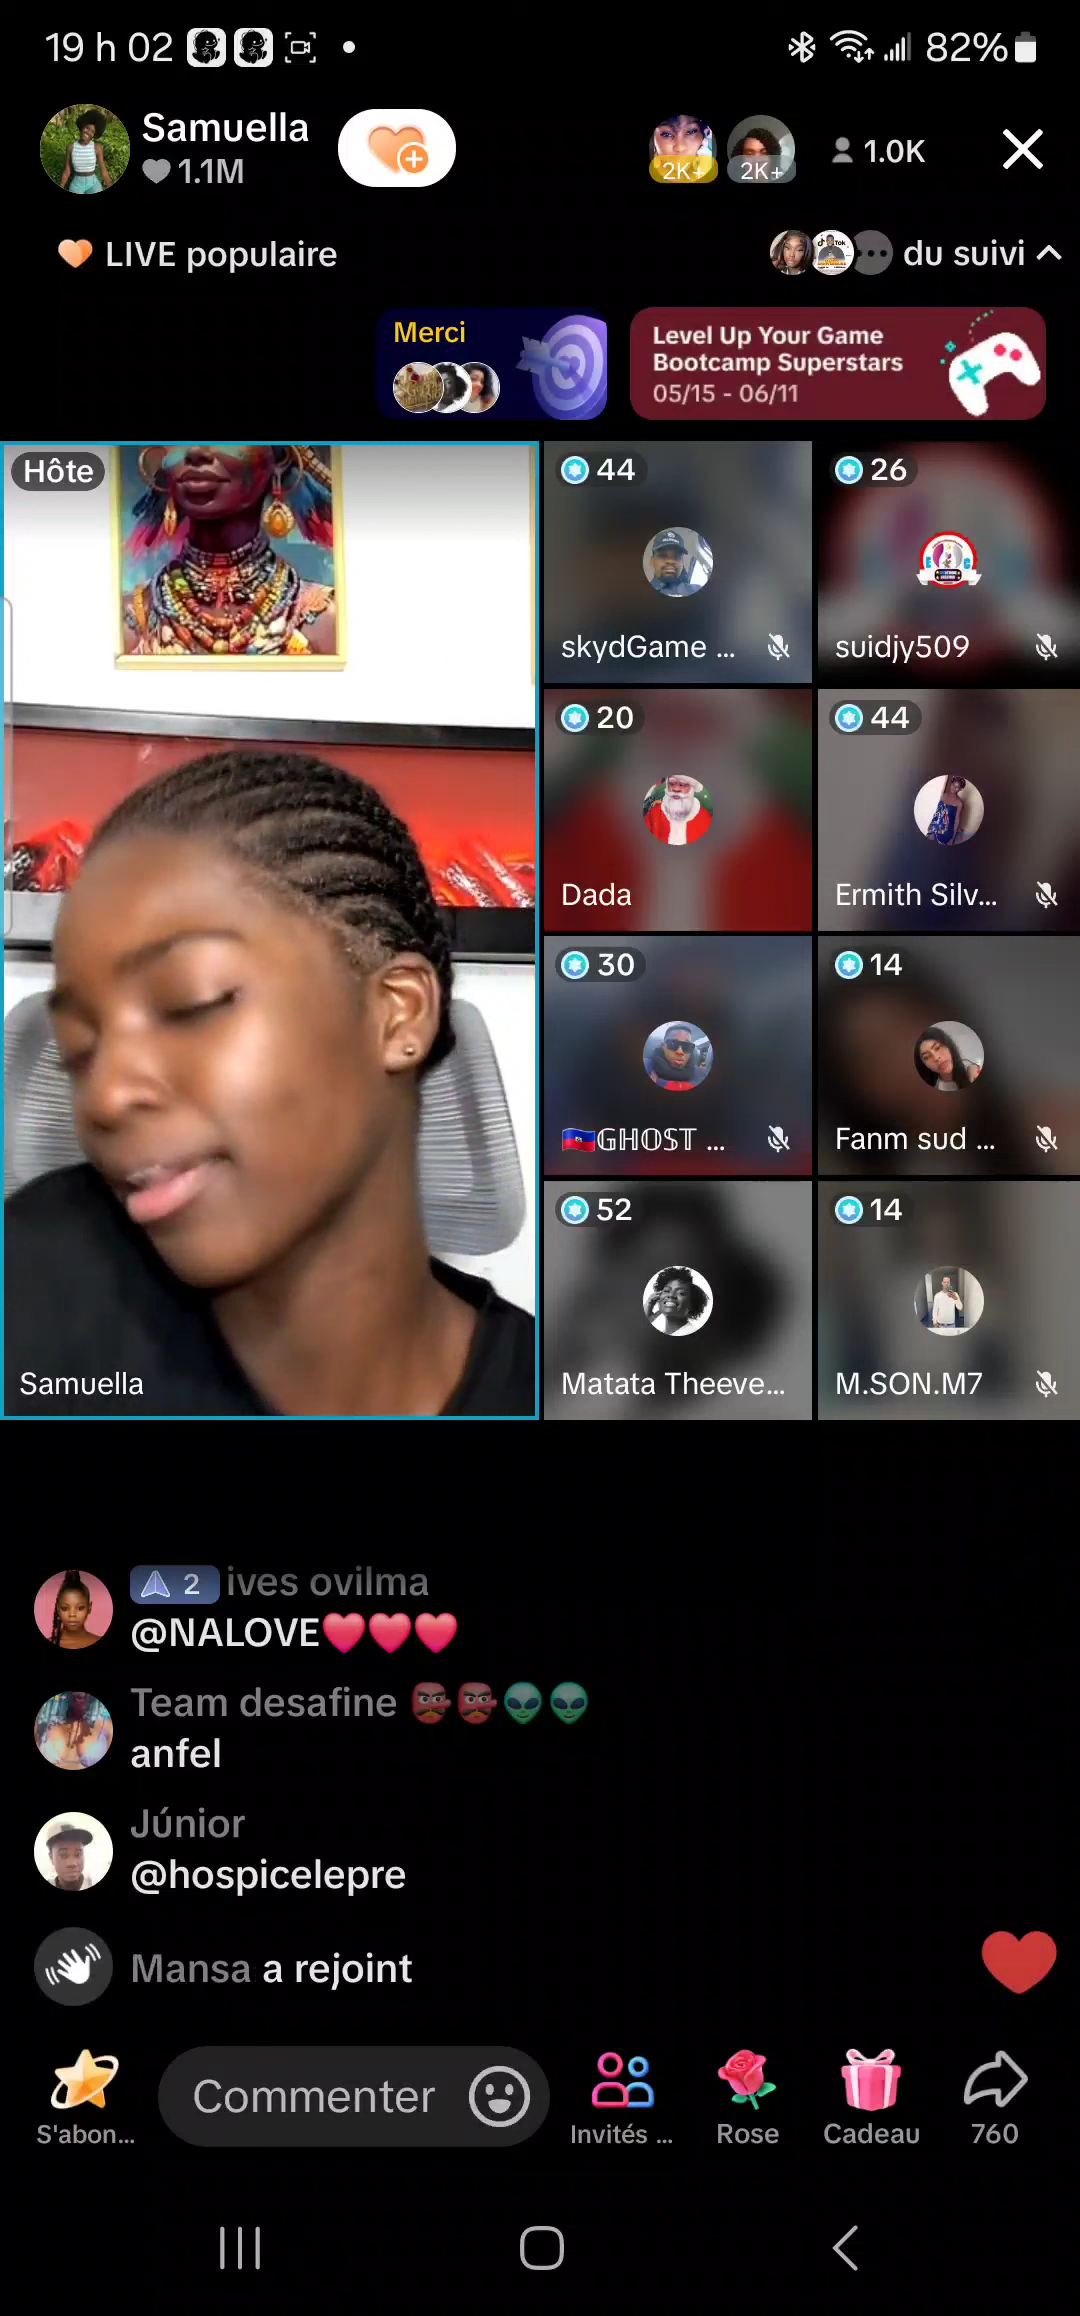 19 h 02
82%
Samuella
1.1M
2K+
2K+
1.0K
LIVE populaire
du suivi
Merci
Level Up Your Game
Bootcamp Superstars
05/15 - 06/11
Hôte
Samuella
44
skydGame ...
26
suidjy509
20
Dada
44
Ermith Silv...
30
🇭🇹𝔾ℍ𝕆𝕊𝕋 ...
14
Fanm sud ...
52
Matata Theeve...
14
M.SON.M7
2 ives ovilma
@NALOVE❤️❤️❤️
Team desafine 👺👺👽👽
anfel
Júnior
@hospicelepre
Mansa a rejoint
S'abon...
Commenter
Invités ...
Rose
Cadeau
760